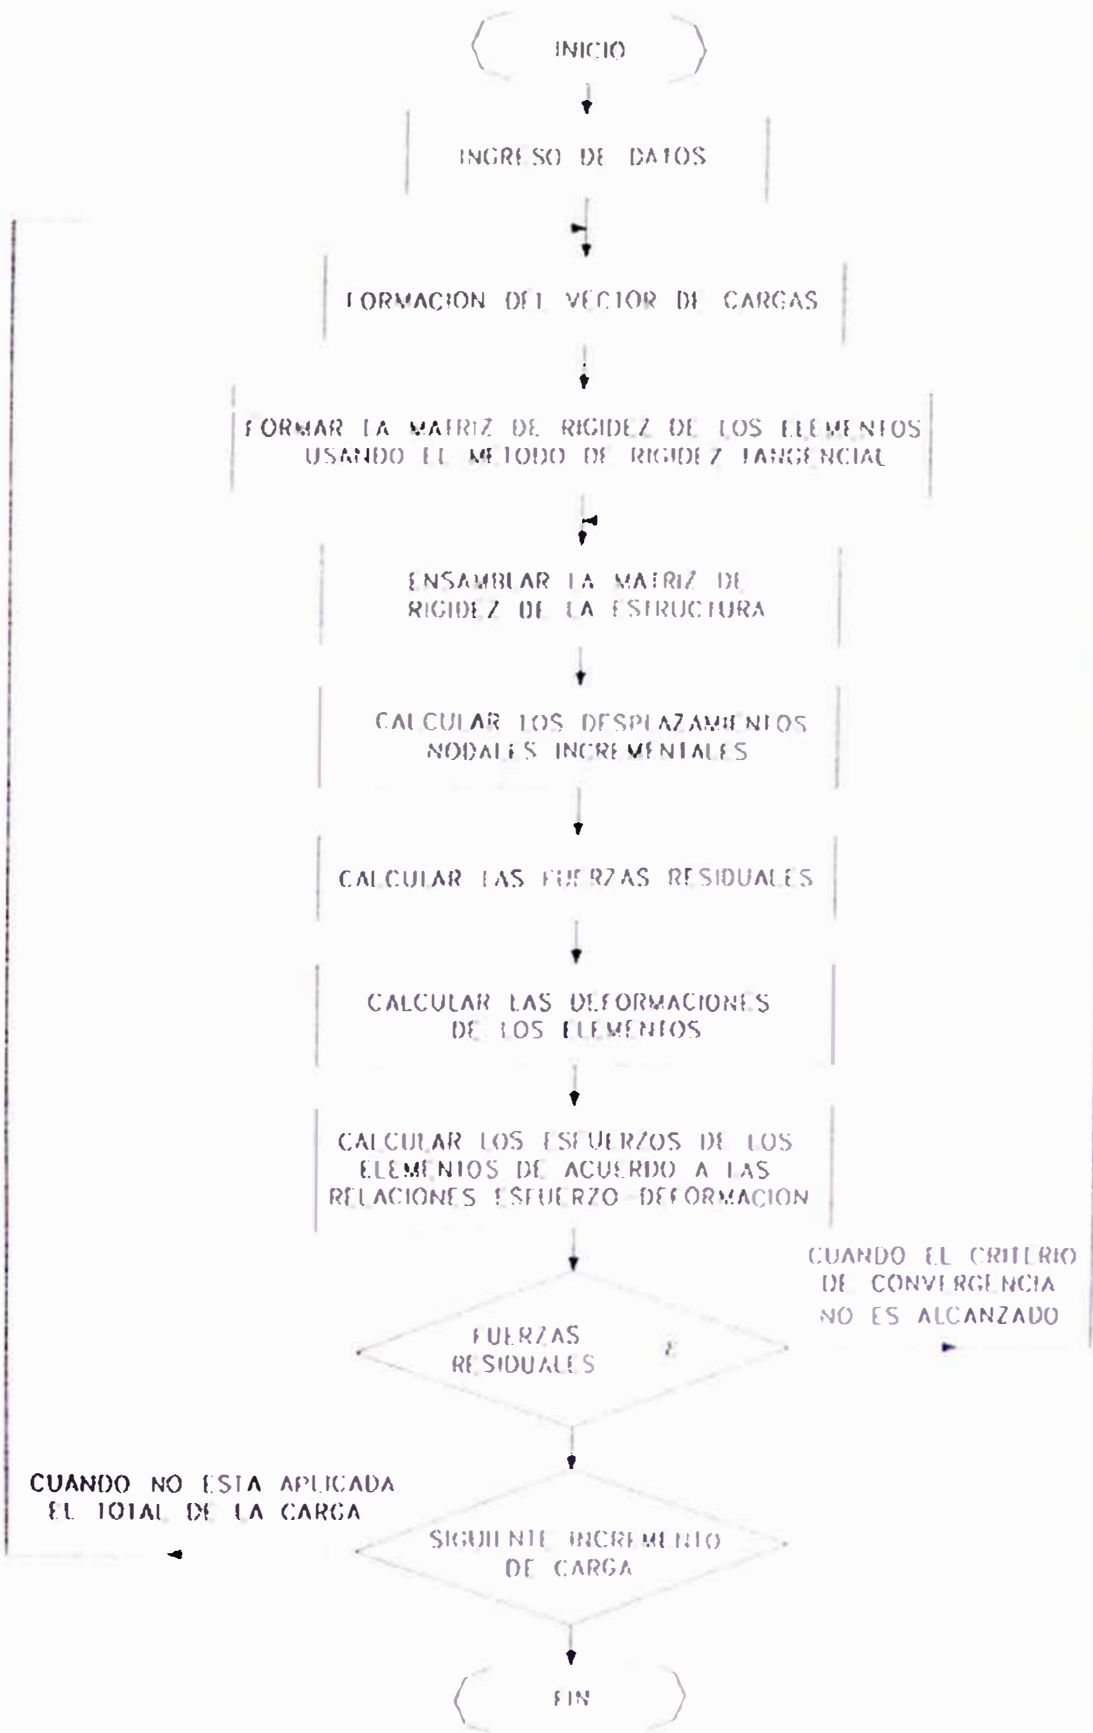 INICIO
INGRESO DE DATOS
FORMACION DEL VECTOR DE CARGAS
FORMAR LA MATRIZ DE RIGIDEZ DE LOS ELEMENTOS
USANDO EL METODO DE RIGIDEZ TANGENCIAL
ENSAMBLAR LA MATRIZ DE
RIGIDEZ DE LA ESTRUCTURA
CALCULAR LOS DESPLAZAMIENTOS
NODALES INCREMENTALES
CALCULAR LAS FUERZAS RESIDUALES
CALCULAR LAS DEFORMACIONES
DE LOS ELEMENTOS
CALCULAR LOS ESFUERZOS DE LOS
ELEMENTOS DE ACUERDO A LAS
RELACIONES ESFUERZO DEFORMACION
CUANDO EL CRITERIO
DE CONVERGENCIA
NO ES ALCANZADO
FUERZAS
RESIDUALES
CUANDO NO ESTA APLICADA
EL TOTAL DE LA CARGA
SIGUIENTE INCREMENTO
DE CARGA
FIN